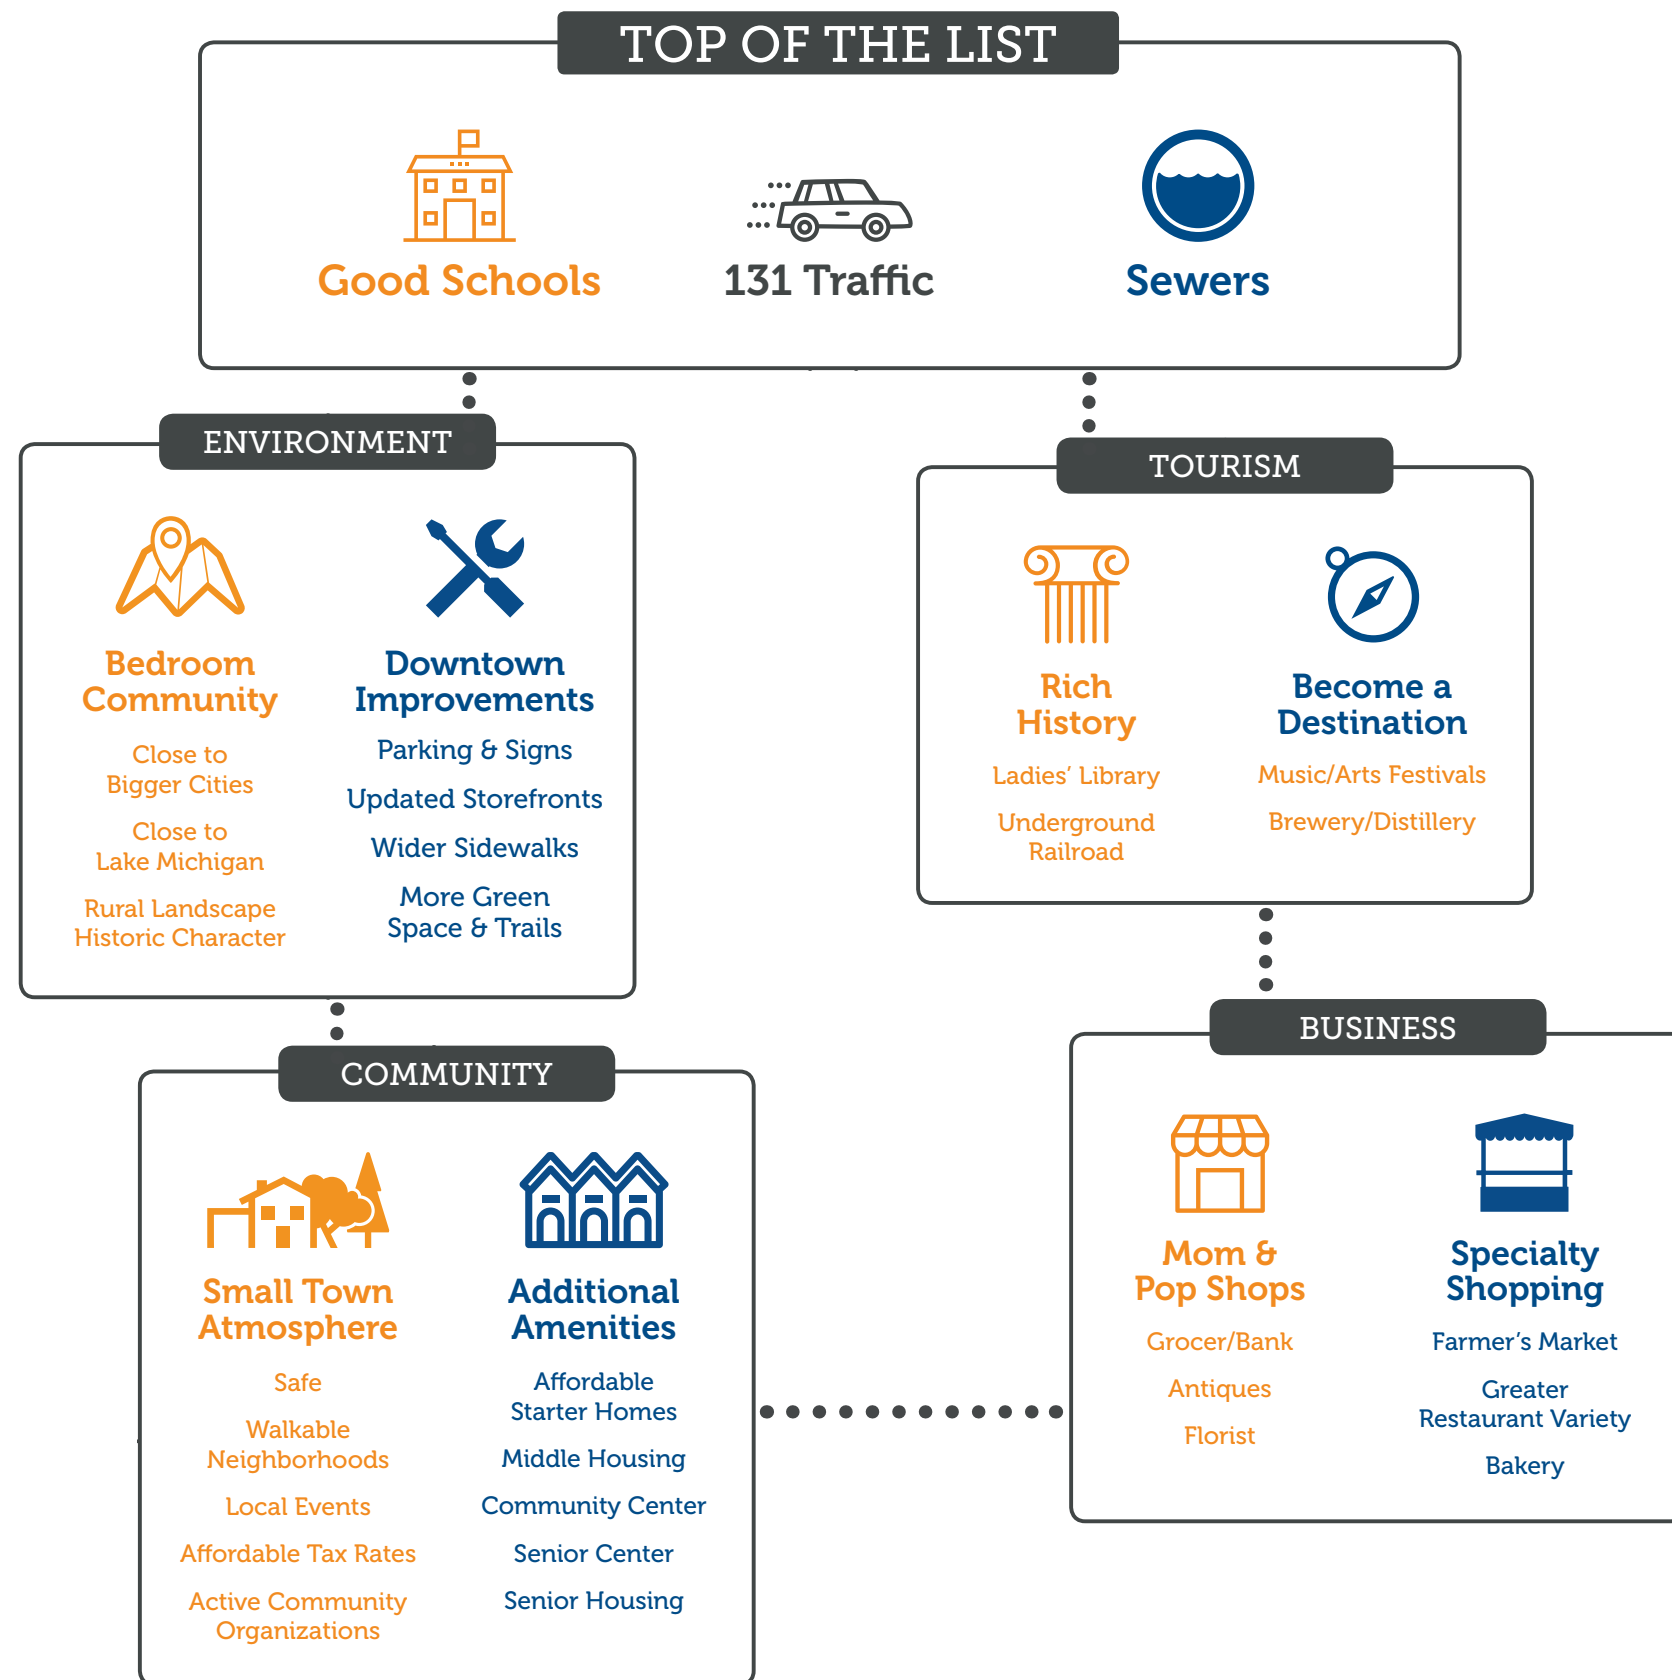 TOP OF THE LIST
Good Schools
131 Traffic
Sewers
ENVIRONMENT
Bedroom
Community
Close to
Bigger Cities
Close to
Lake Michigan
Rural Landscape
Historic Character
Downtown
Improvements
Parking & Signs
Updated Storefronts
Wider Sidewalks
More Green
Space & Trails
TOURISM
Rich
History
Ladies’ Library
Underground
Railroad
Become a
Destination
Music/Arts Festivals
Brewery/Distillery
COMMUNITY
Small Town
Atmosphere
Safe
Walkable
Neighborhoods
Local Events
Affordable Tax Rates
Active Community
Organizations
Additional
Amenities
Affordable
Starter Homes
Middle Housing
Community Center
Senior Center
Senior Housing
BUSINESS
Mom &
Pop Shops
Grocer/Bank
Antiques
Florist
Specialty
Shopping
Farmer’s Market
Greater
Restaurant Variety
Bakery